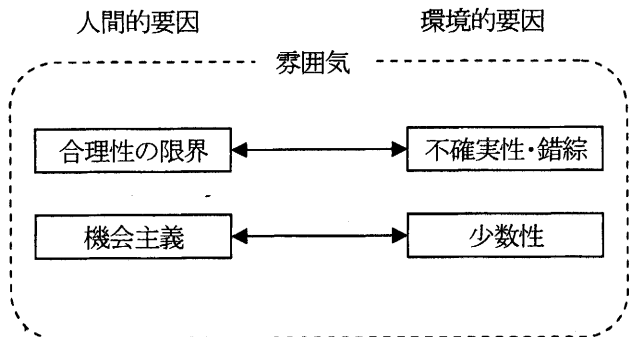 人間的要因
環境的要因
雰囲気
合理性の限界
不確実性・錯綜
機会主義
少数性